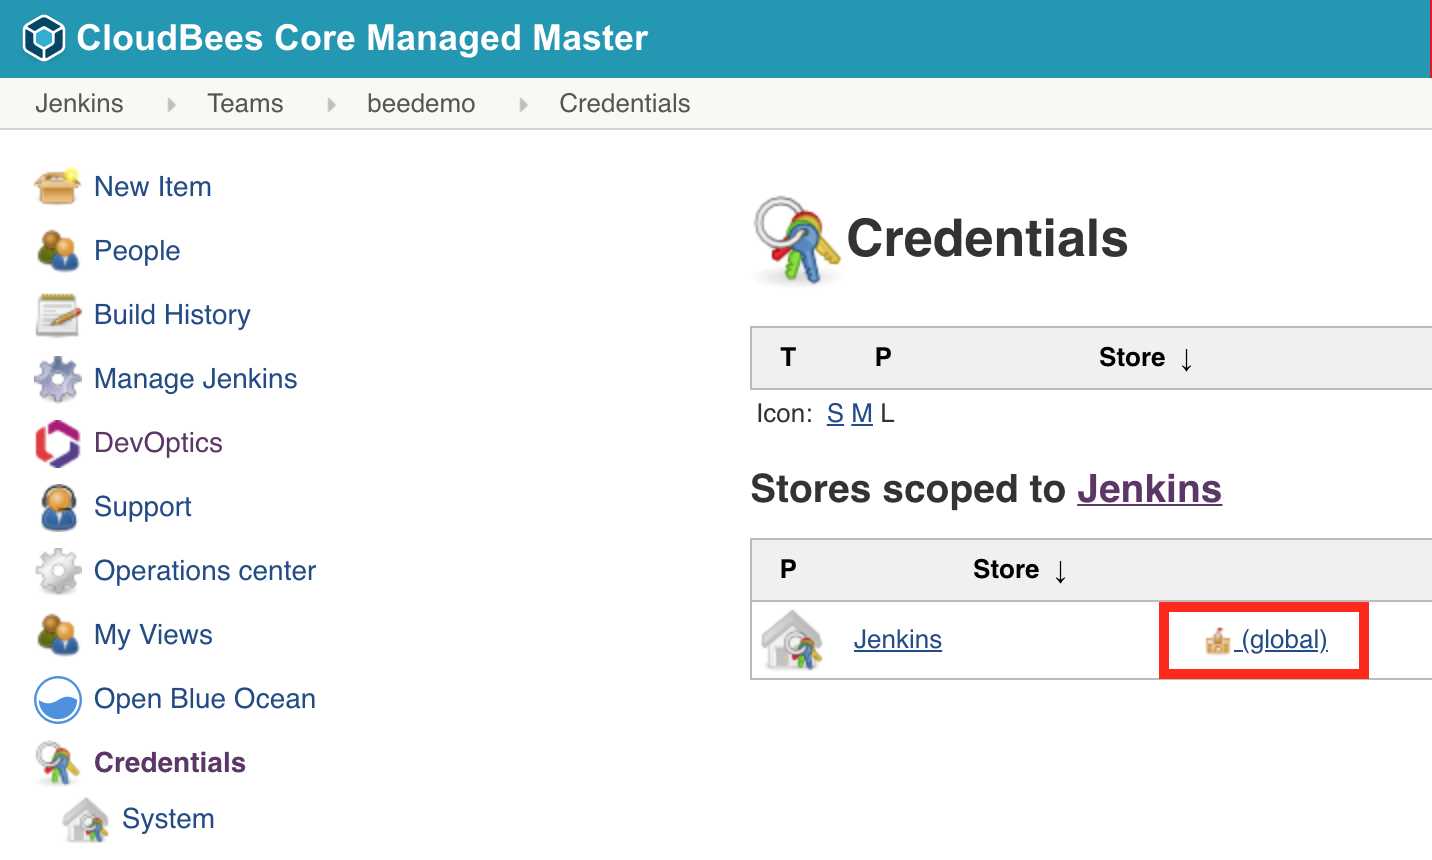 CloudBees Core Managed Master
Jenkins Teams beedemo Credentials
New Item
People
Build History
Manage Jenkins
DevOptics
Support
Operations center
My Views
Open Blue Ocean
Credentials
System
Credentials
T P Store ↓
Icon: S M L
Stores scoped to Jenkins
P Store ↓
Jenkins (global)